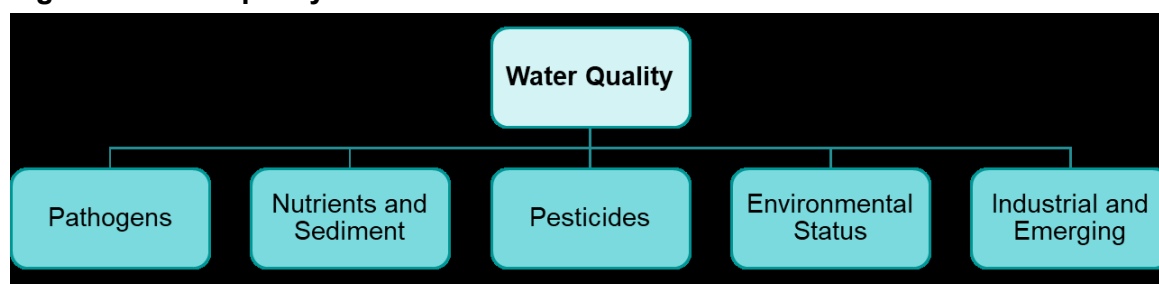 Water Quality
Pathogens
Nutrients and
Sediment
Pesticides
Environmental
Status
Industrial and
Emerging